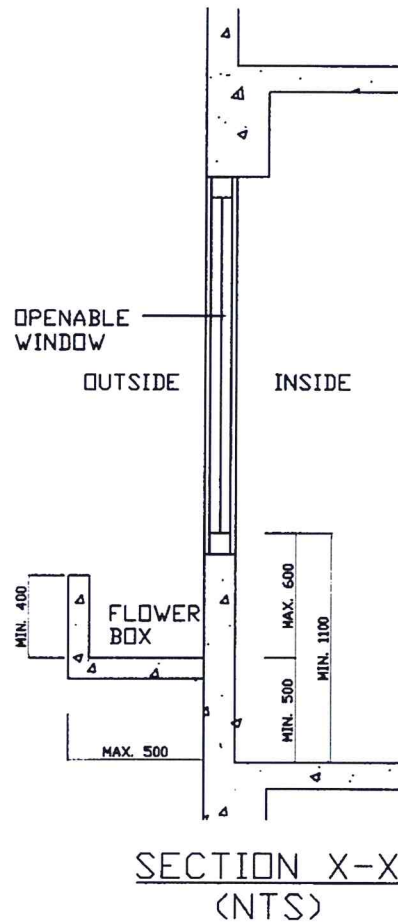 OPENABLE
WINDOW
OUTSIDE
INSIDE
MIN. 400
FLOWER
BOX
MAX. 600
MIN. 1100
MIN. 500
MAX. 500
SECTION X-X
(NTS)